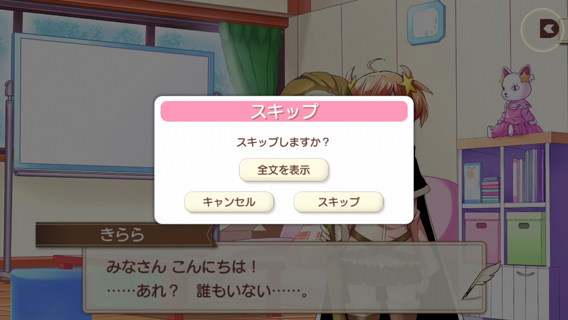 スキップ
スキップしますか？
全文を表示
キャンセル
スキップ
きらら
みなさん こんにちは！
……あれ？　誰もいない……。